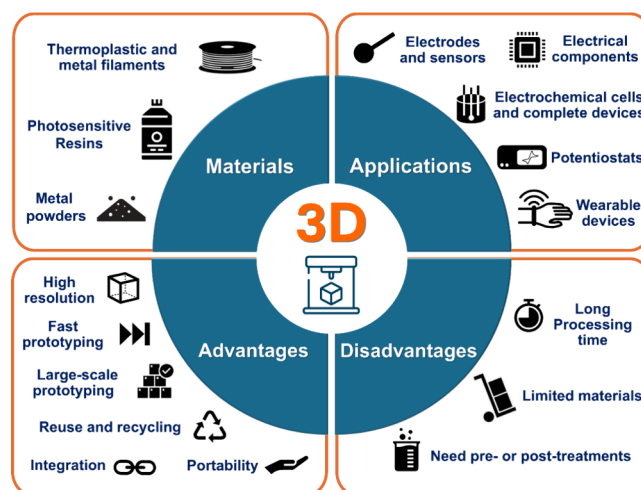 Thermoplastic and
metal filaments
Photosensitive
Resins
Metal
powders
Materials
Electrodes
and sensors
Electrical
components
Electrochemical cells
and complete devices
Potentiostats
Wearable
devices
Applications
3D
High
resolution
Fast
prototyping
Large-scale
prototyping
Reuse and recycling
Integration
Portability
Advantages
Disadvantages
Long
Processing
time
Limited materials
Need pre- or post-treatments